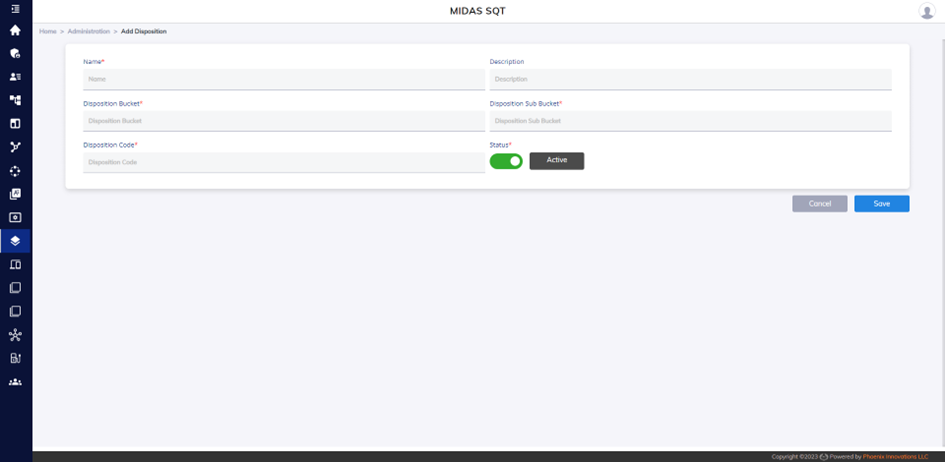 MIDAS SQT
Home > Administration > Add Disposition
Name* Description
Name Description
Disposition Bucket* Disposition Sub Bucket*
Disposition Bucket Disposition Sub Bucket
Disposition Code* Status*
Disposition Code Active
Cancel Save
Copyright ©2023 Powered by Phoenix Innovations LLC